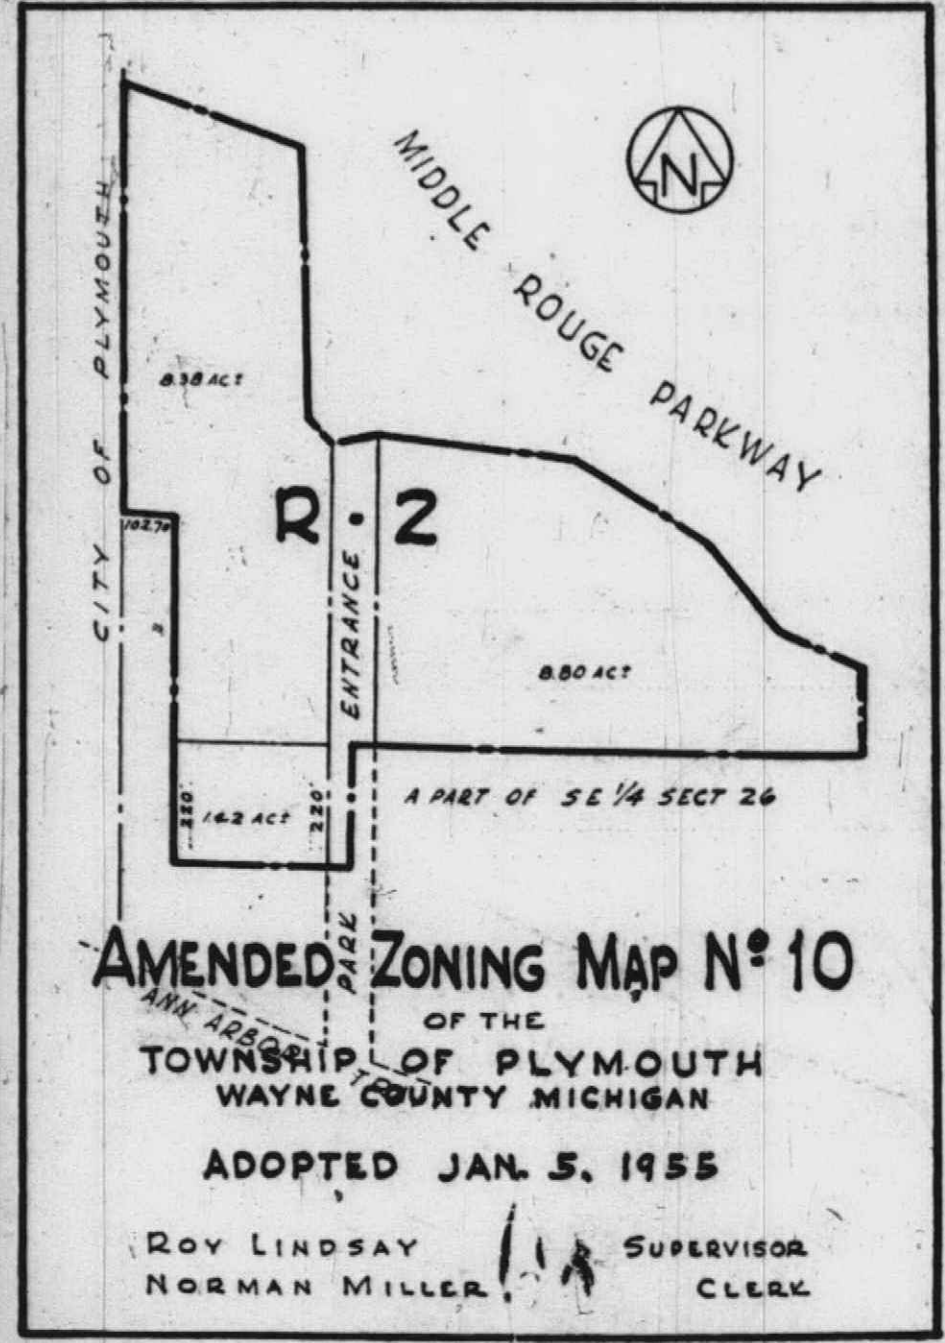 N
MIDDLE ROUGE PARKWAY
CITY OF PLYMOUTH
8.38 AC±
R-2
102.70
PARK ENTRANCE
8.80 AC±
220'
1.42 AC±
220'
A PART OF SE 1/4 SECT 26
AMENDED ZONING MAP Nº 10
ANN ARBOR TR
OF THE
TOWNSHIP OF PLYMOUTH
WAYNE COUNTY MICHIGAN
ADOPTED JAN. 5. 1955
ROY LINDSAY SUPERVISOR
NORMAN MILLER CLERK